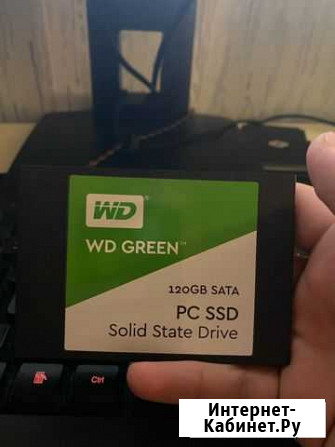 WD®
WD GREEN™
120GB SATA
PC SSD
Solid State Drive
Ctrl
Интернет-
Кабинет.Ру